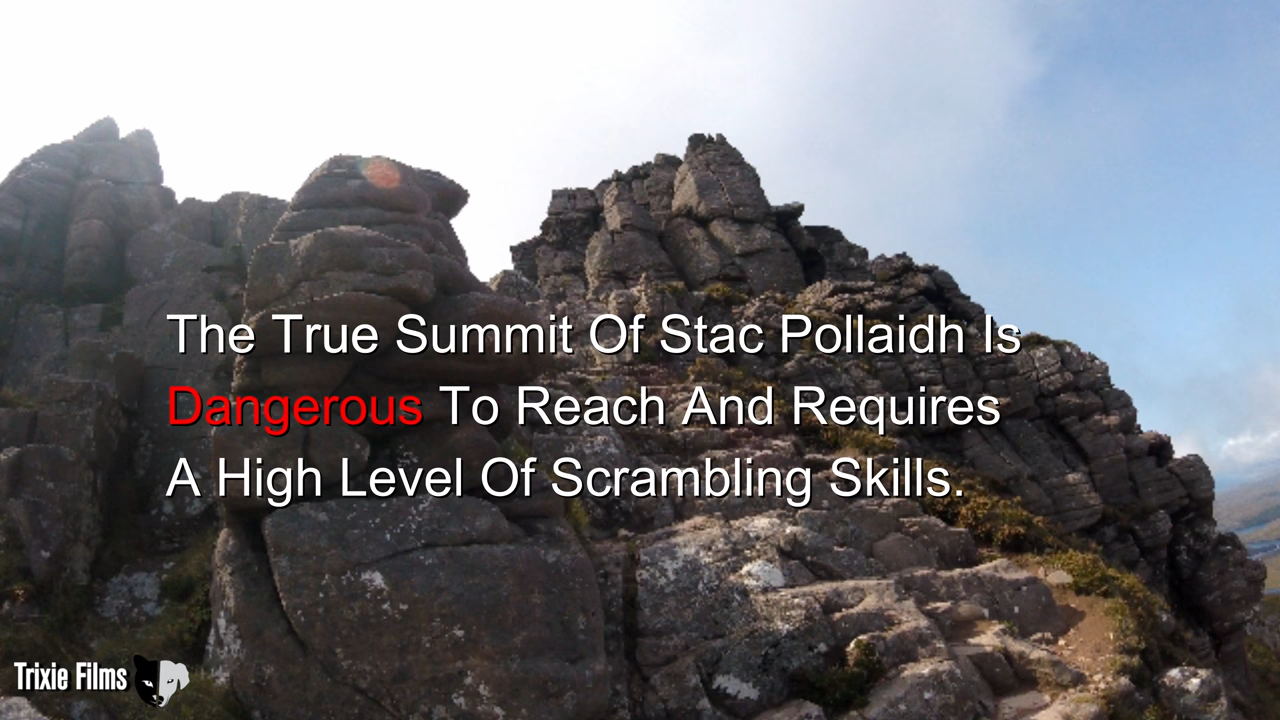 The True Summit Of Stac Pollaidh Is
Dangerous To Reach And Requires
A High Level Of Scrambling Skills.
Trixie Films